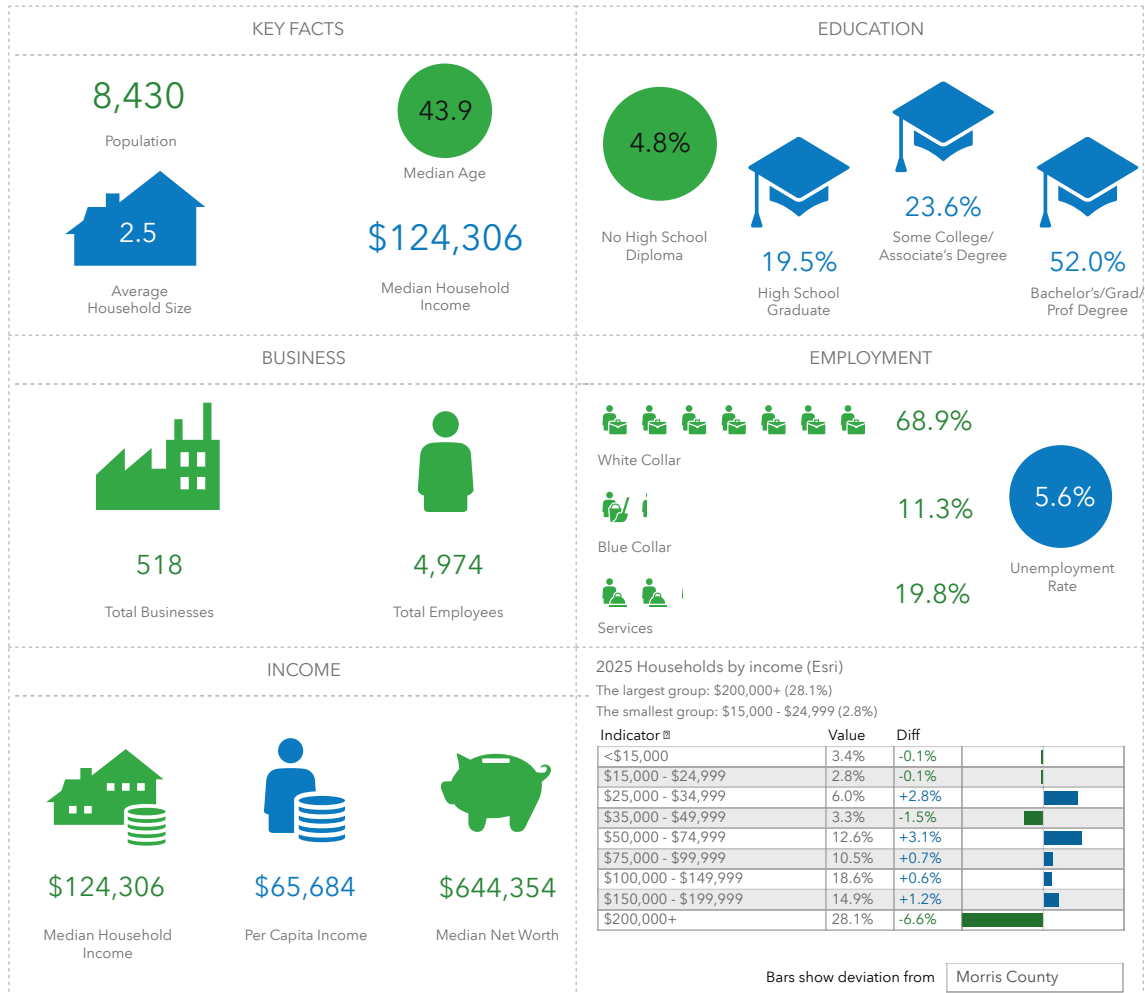 KEY FACTS
8,430
Population
43.9
Median Age
2.5
Average
Household Size
$124,306
Median Household
Income
EDUCATION
4.8%
No High School
Diploma
19.5%
High School
Graduate
23.6%
Some College/
Associate's Degree
52.0%
Bachelor's/Grad/
Prof Degree
BUSINESS
518
Total Businesses
4,974
Total Employees
EMPLOYMENT
68.9%
White Collar
11.3%
Blue Collar
19.8%
Services
5.6%
Unemployment
Rate
INCOME
$124,306
Median Household
Income
$65,684
Per Capita Income
$644,354
Median Net Worth
2025 Households by income (Esri)
The largest group: $200,000+ (28.1%)
The smallest group: $15,000 - $24,999 (2.8%)
Indicator Value Diff
<$15,000 3.4% -0.1%
$15,000 - $24,999 2.8% -0.1%
$25,000 - $34,999 6.0% +2.8%
$35,000 - $49,999 3.3% -1.5%
$50,000 - $74,999 12.6% +3.1%
$75,000 - $99,999 10.5% +0.7%
$100,000 - $149,999 18.6% +0.6%
$150,000 - $199,999 14.9% +1.2%
$200,000+ 28.1% -6.6%
Bars show deviation from Morris County